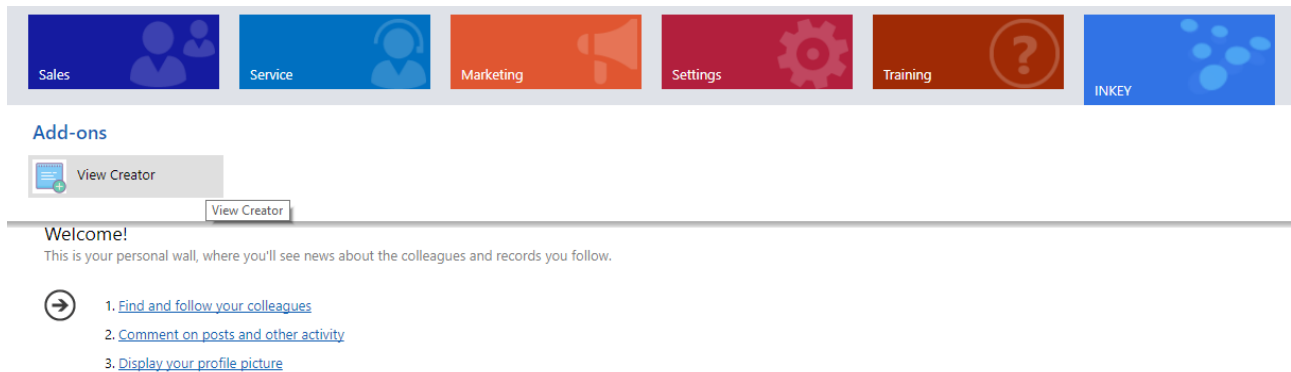 Sales
Service
Marketing
Settings
Training
INKEY
Add-ons
View Creator
View Creator
Welcome!
This is your personal wall, where you'll see news about the colleagues and records you follow.
1. Find and follow your colleagues
2. Comment on posts and other activity
3. Display your profile picture